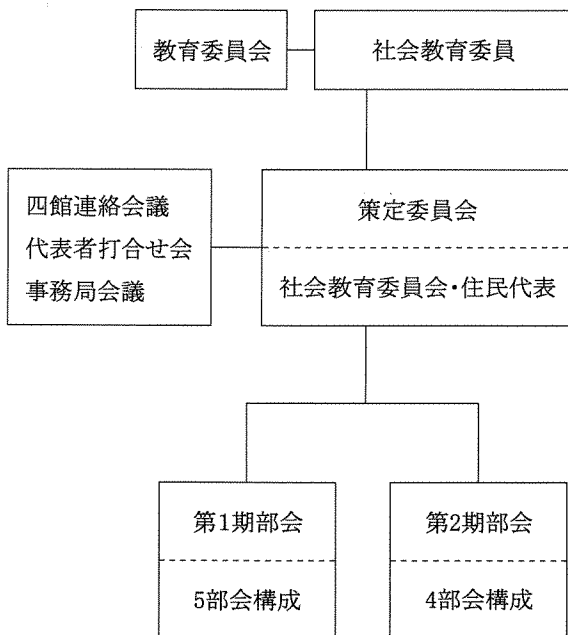 教育委員会
社会教育委員
四館連絡会議
代表者打合せ会
事務局会議
策定委員会
社会教育委員会・住民代表
第1期部会
5部会構成
第2期部会
4部会構成